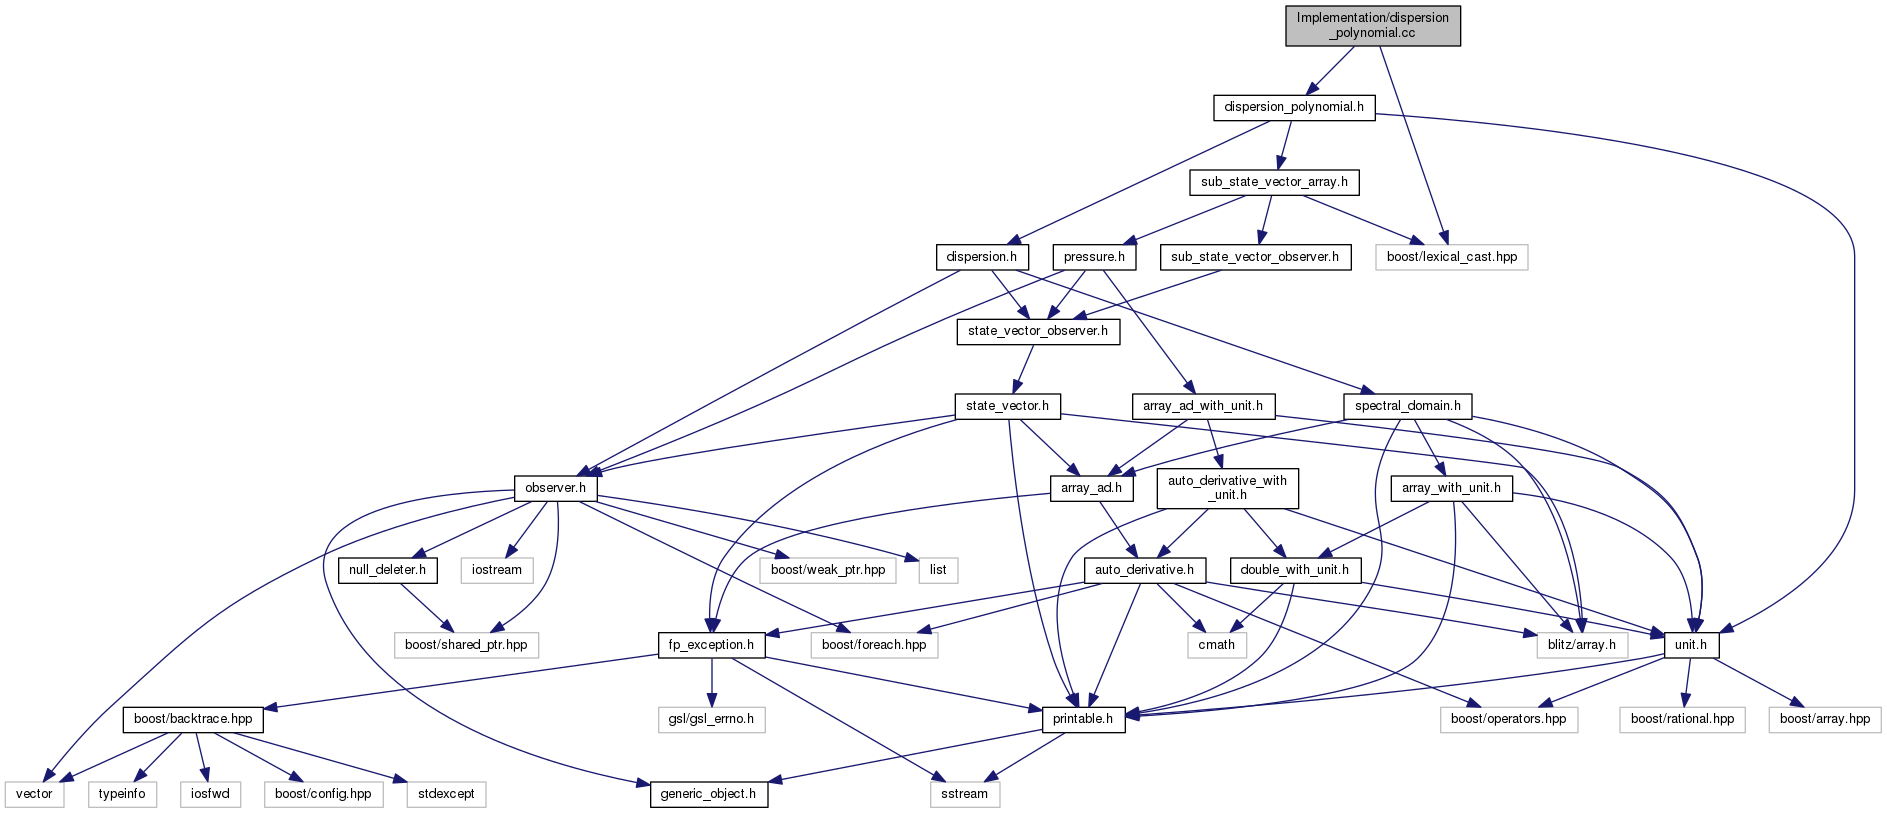 Implementation/dispersion
_polynomial.cc
dispersion_polynomial.h
sub_state_vector_array.h
dispersion.h
pressure.h
sub_state_vector_observer.h
boost/lexical_cast.hpp
state_vector_observer.h
state_vector.h
array_ad_with_unit.h
spectral_domain.h
observer.h
array_ad.h
auto_derivative_with
_unit.h
array_with_unit.h
null_deleter.h
iostream
boost/weak_ptr.hpp
list
auto_derivative.h
double_with_unit.h
boost/shared_ptr.hpp
fp_exception.h
boost/foreach.hpp
cmath
blitz/array.h
unit.h
boost/backtrace.hpp
gsl/gsl_errno.h
printable.h
boost/operators.hpp
boost/rational.hpp
boost/array.hpp
vector
typeinfo
iosfwd
boost/config.hpp
stdexcept
generic_object.h
sstream